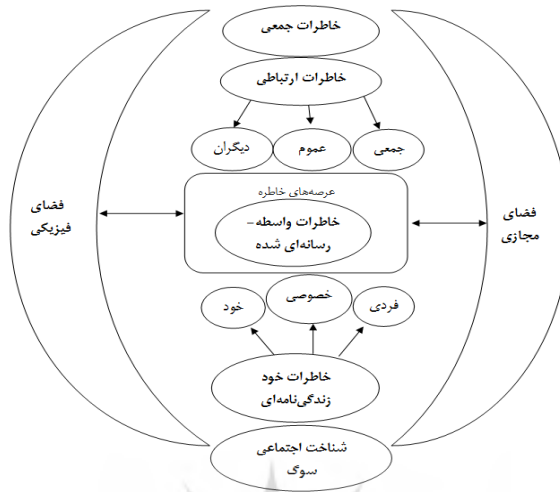 خاطرات جمعی
خاطرات ارتباطی
جمعی
عموم
دیگران
عرصه‌های خاطره
خاطرات واسطه-
رسانه‌ای شده
فضای
مجازی
فضای
فیزیکی
فردی
خصوصی
خود
خاطرات خود
زندگی‌نامه‌ای
شناخت اجتماعی
سوگ